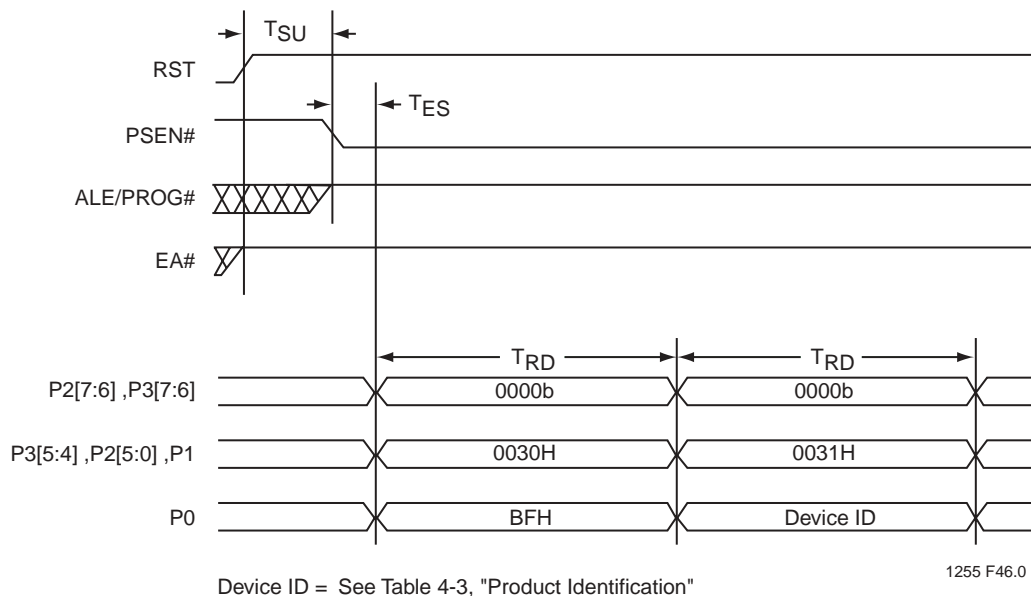 TSU
RST
TES
PSEN#
ALE/PROG#
EA#
TRD TRD
P2[7:6] ,P3[7:6] 0000b 0000b
P3[5:4] ,P2[5:0] ,P1 0030H 0031H
P0 BFH Device ID
1255 F46.0
Device ID = See Table 4-3, "Product Identification"